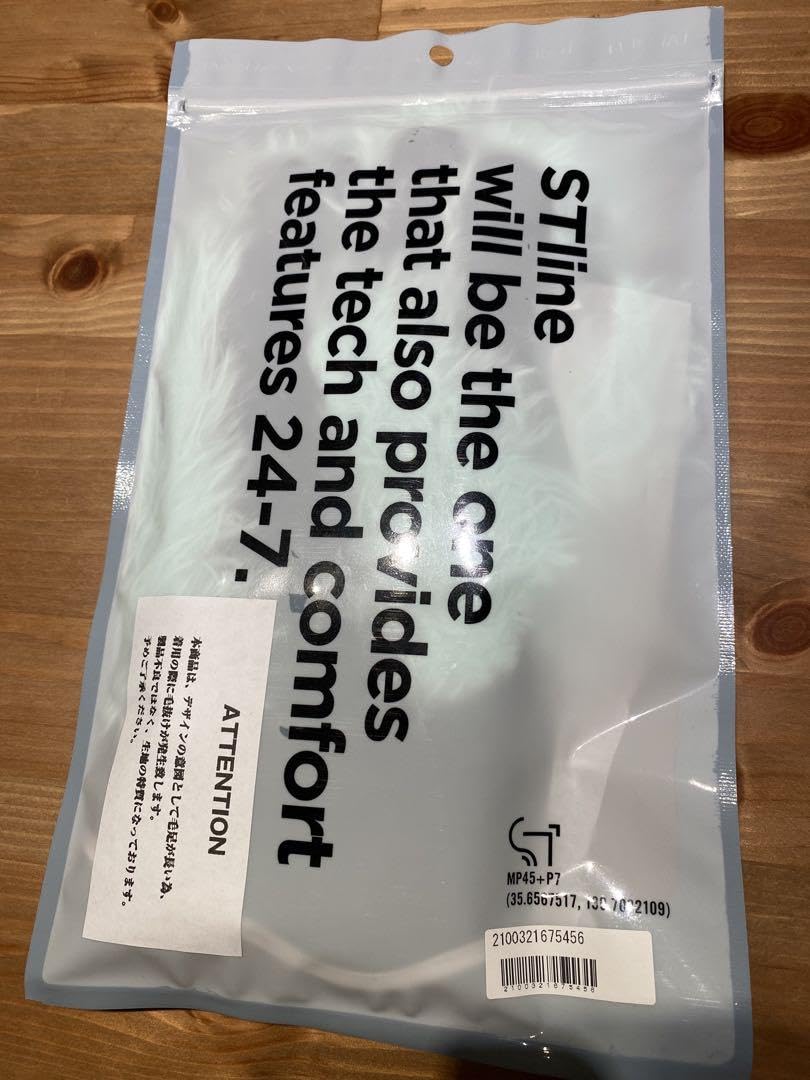 STline
will be the one
that also provides
the tech and comfort
features 24-7.
ATTENTION
本商品は、デザインの意図として毛足が長い為、
着用の際に毛抜けが発生致します。
製品不良ではなく、生地の特質になっております。
予めご了承ください。
MP45+P7
(35.6567517,
2100321675456
2100321675456